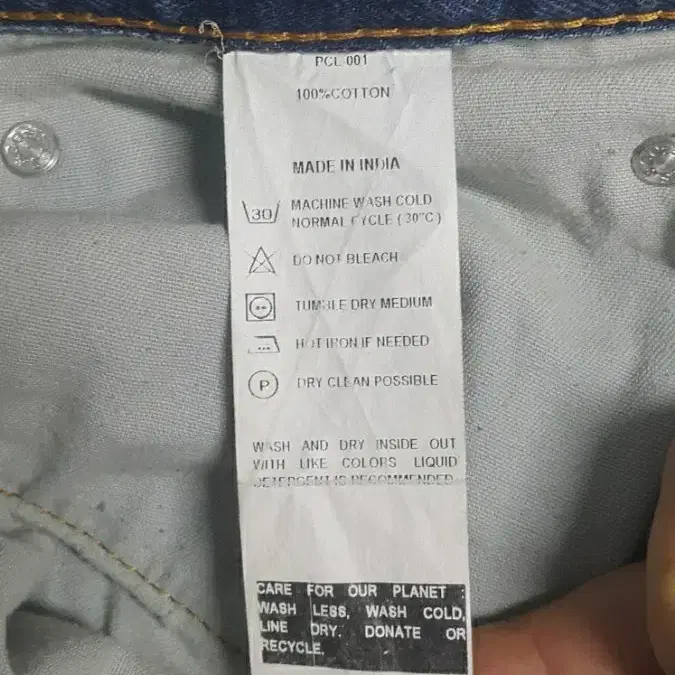 PCL-001
100%COTTON
MADE IN INDIA
30
MACHINE WASH COLD
NORMAL CYCLE ( 30°C )
DO NOT BLEACH
TUMBLE DRY MEDIUM
HOT IRON IF NEEDED
P
DRY CLEAN POSSIBLE
WASH AND DRY INSIDE OUT
WITH LIKE COLORS LIQUID
DETERGENT IS RECOMMENDED
CARE FOR OUR PLANET :
WASH LESS, WASH COLD,
LINE DRY, DONATE OR
RECYCLE.